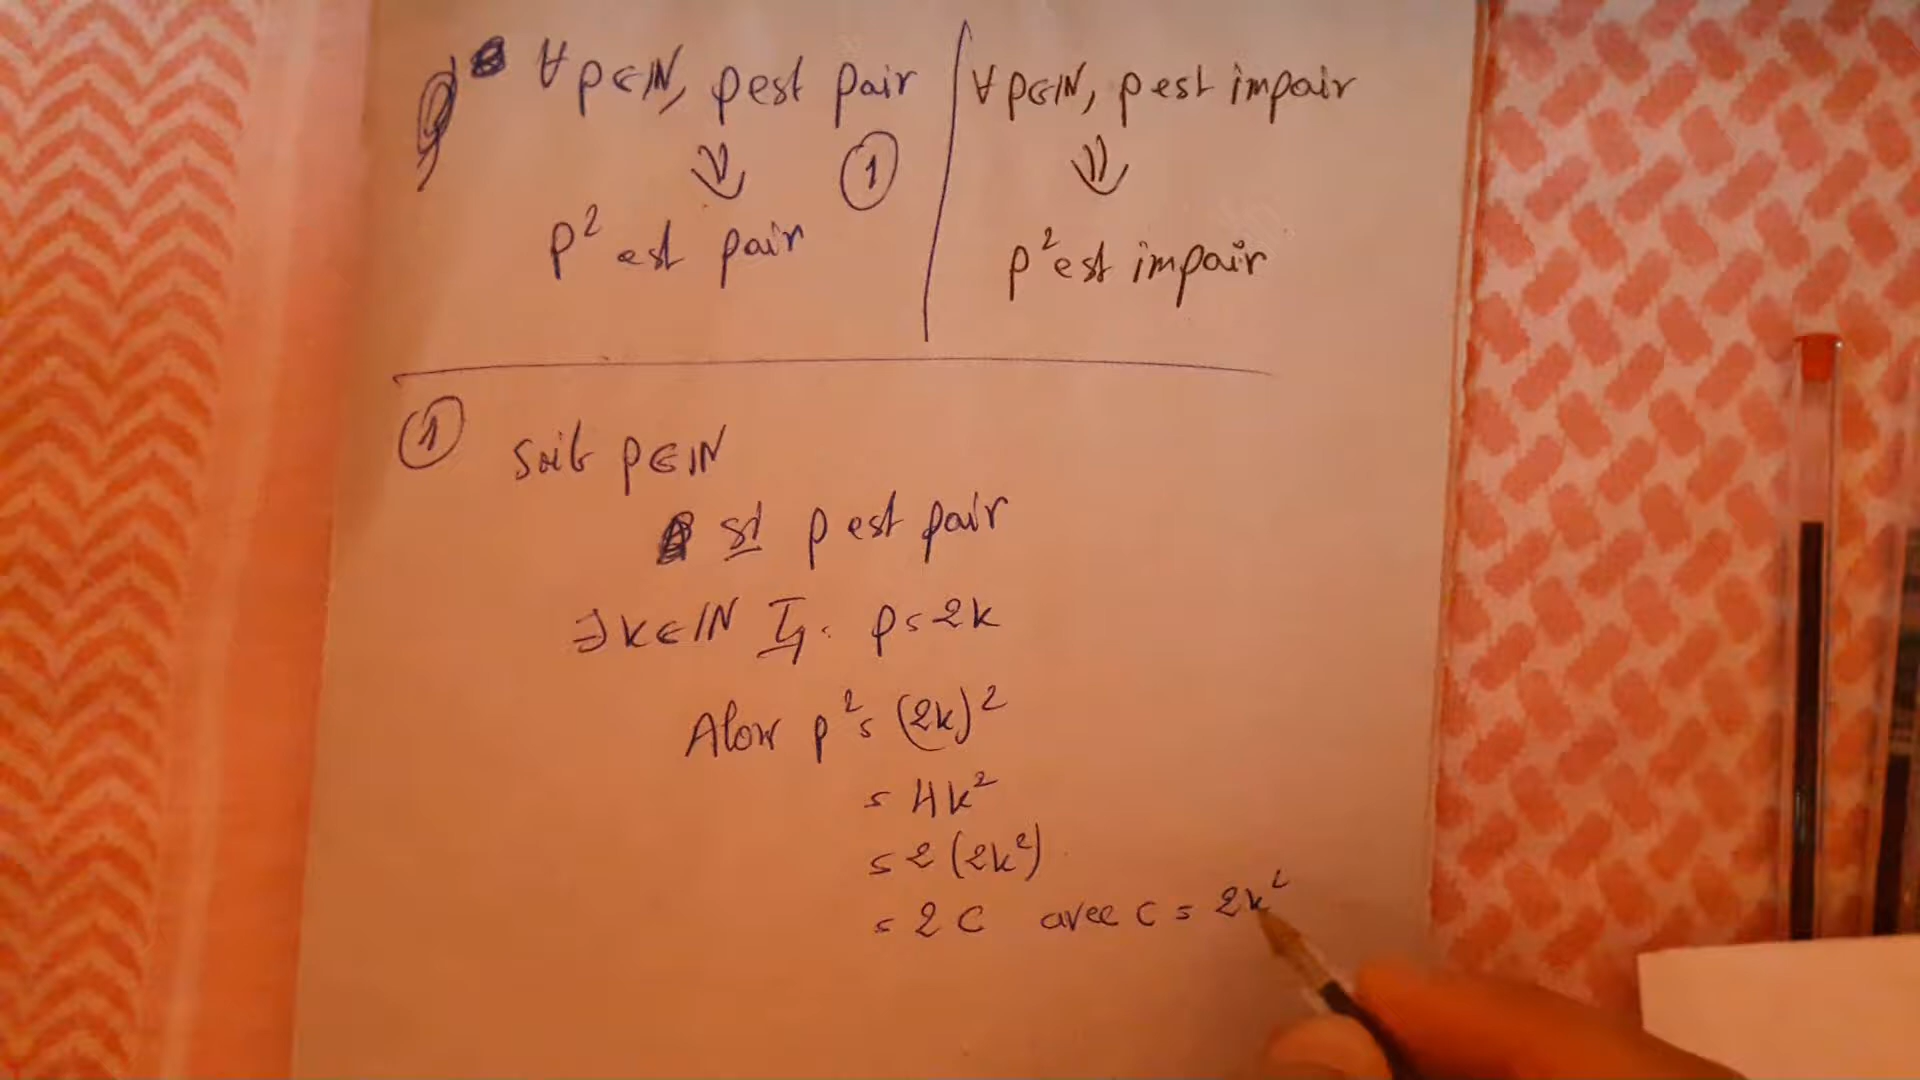 ∀ p ∈ ℕ, p est pair
⇓ ①
p² est pair
∀ p ∈ ℕ, p est impair
⇓
p² est impair
① Soit p ∈ ℕ
si p est pair
∃ k ∈ ℕ Tq. p = 2k
Alors p² = (2k)²
= 4k²
= 2(2k²)
= 2C avec C = 2k²